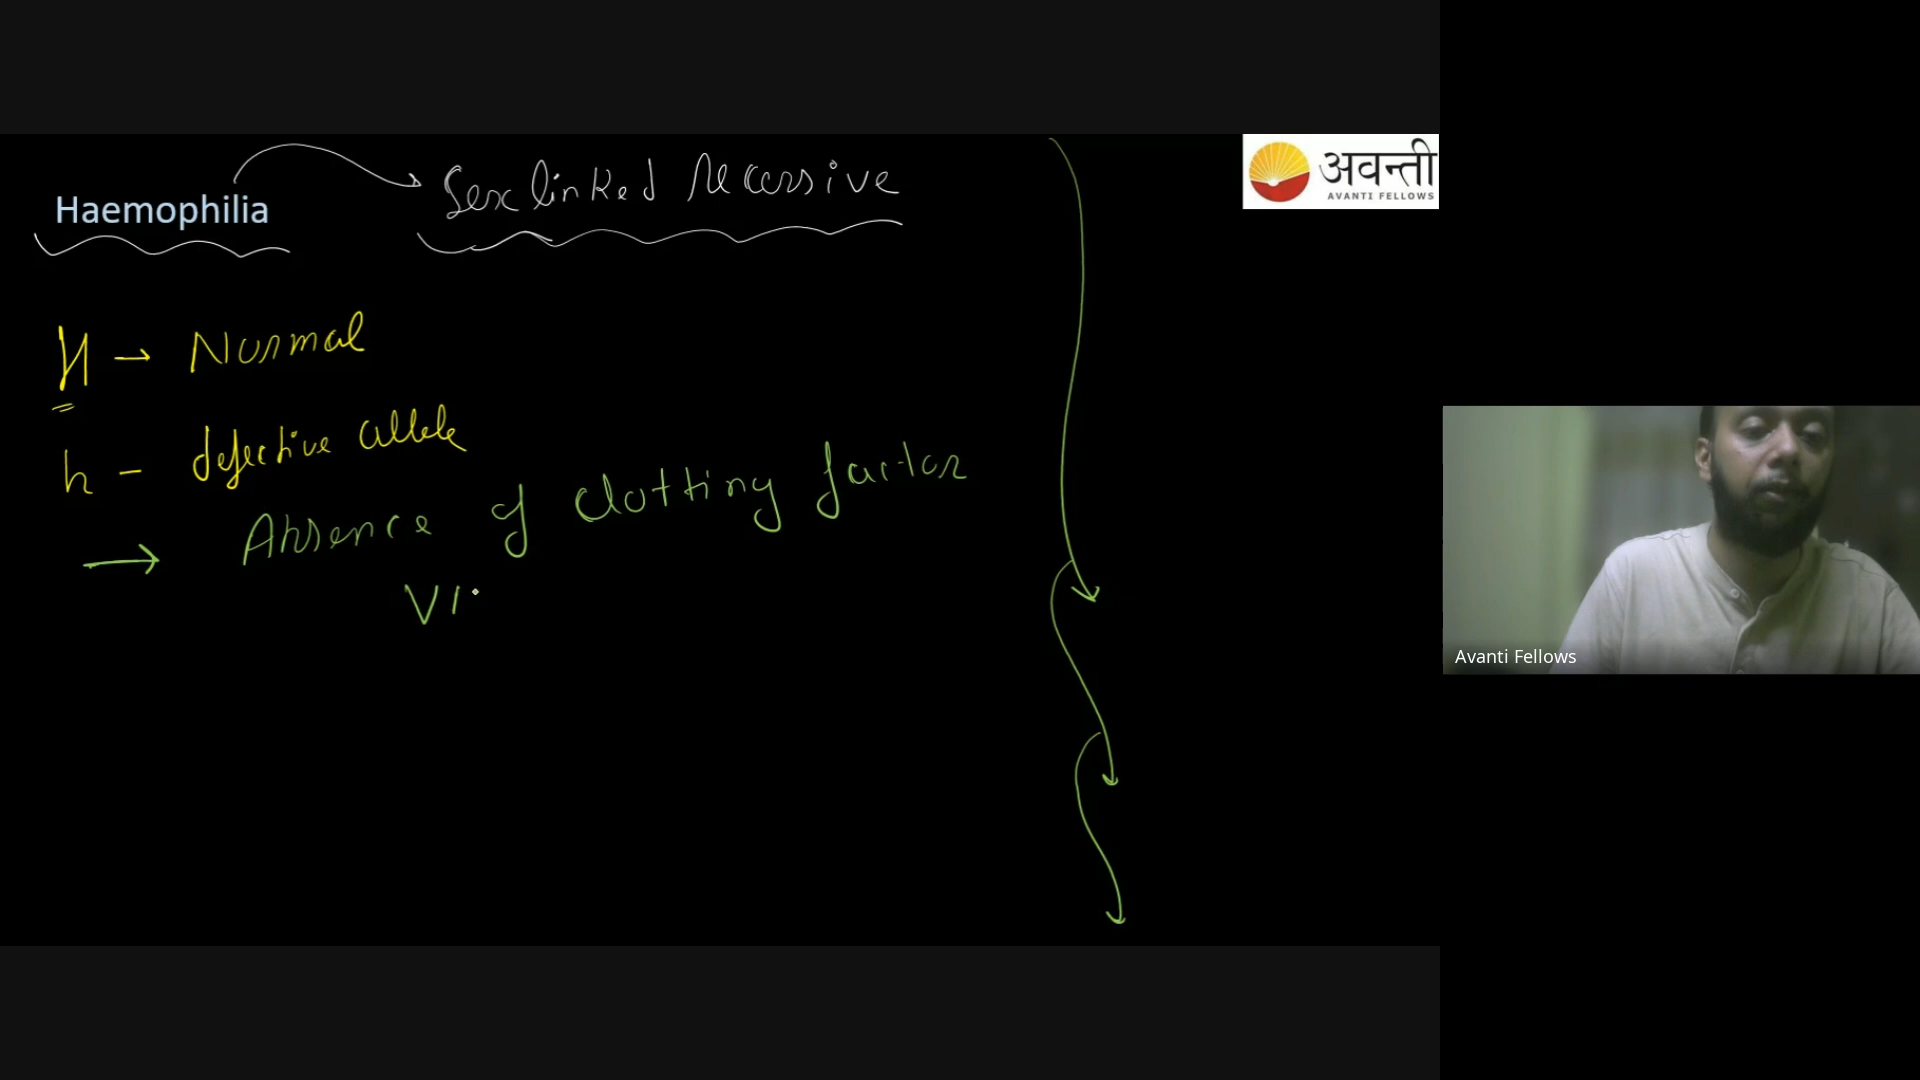 Haemophilia → Sex linked Recessive
H → Normal
h – defective allele
→ Absence of clotting factor
VI
अवन्ती
AVANTI FELLOWS
Avanti Fellows